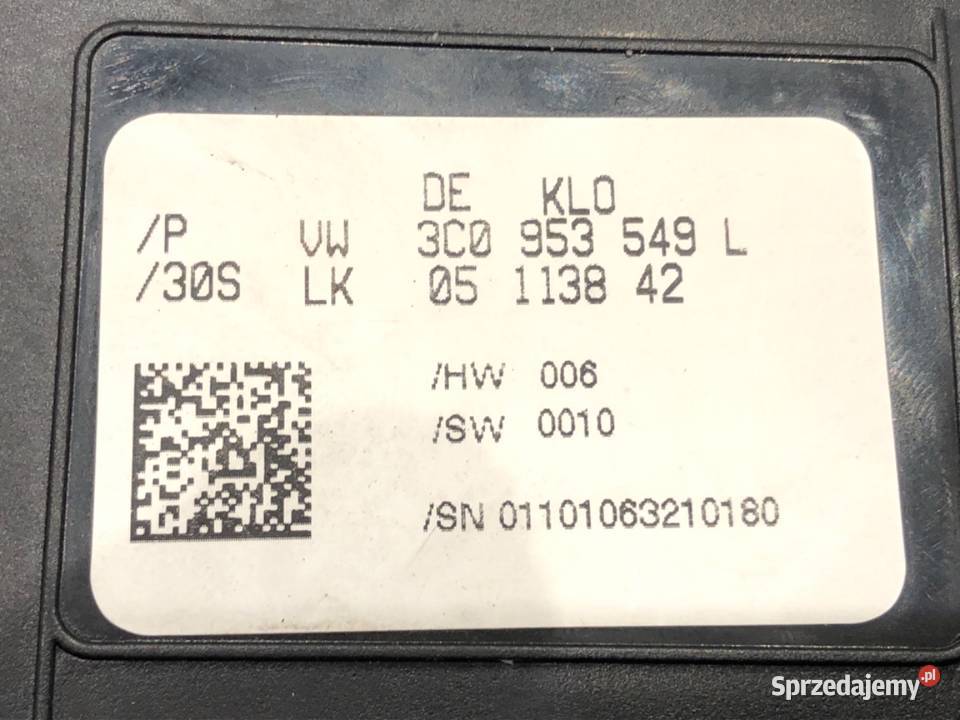 DE KLO
/P VW 3C0 953 549 L
/30S LK 05 1138 42
/HW 006
/SW 0010
/SN 01101063210180
Sprzedajemy.pl